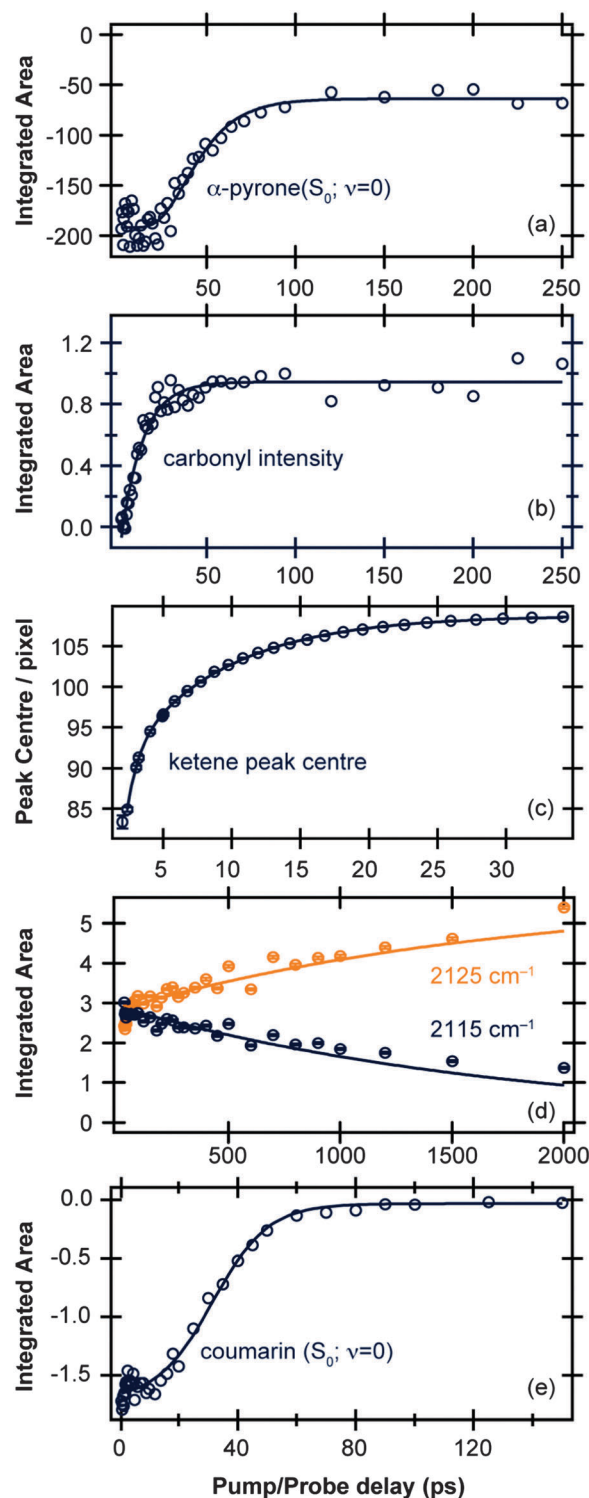 0
-50
-100
-150
-200
Integrated Area
α-pyrone(S0; ν=0)
(a)
50 100 150 200 250
1.2
0.8
0.4
0.0
Integrated Area
carbonyl intensity
(b)
50 100 150 200 250
105
100
95
90
85
Peak Centre / pixel
ketene peak centre
(c)
5 10 15 20 25 30
5
4
3
2
1
0
Integrated Area
2125 cm⁻¹
2115 cm⁻¹
(d)
500 1000 1500 2000
0.0
-0.5
-1.0
-1.5
Integrated Area
coumarin (S₀; ν=0)
(e)
0 40 80 120
Pump/Probe delay (ps)